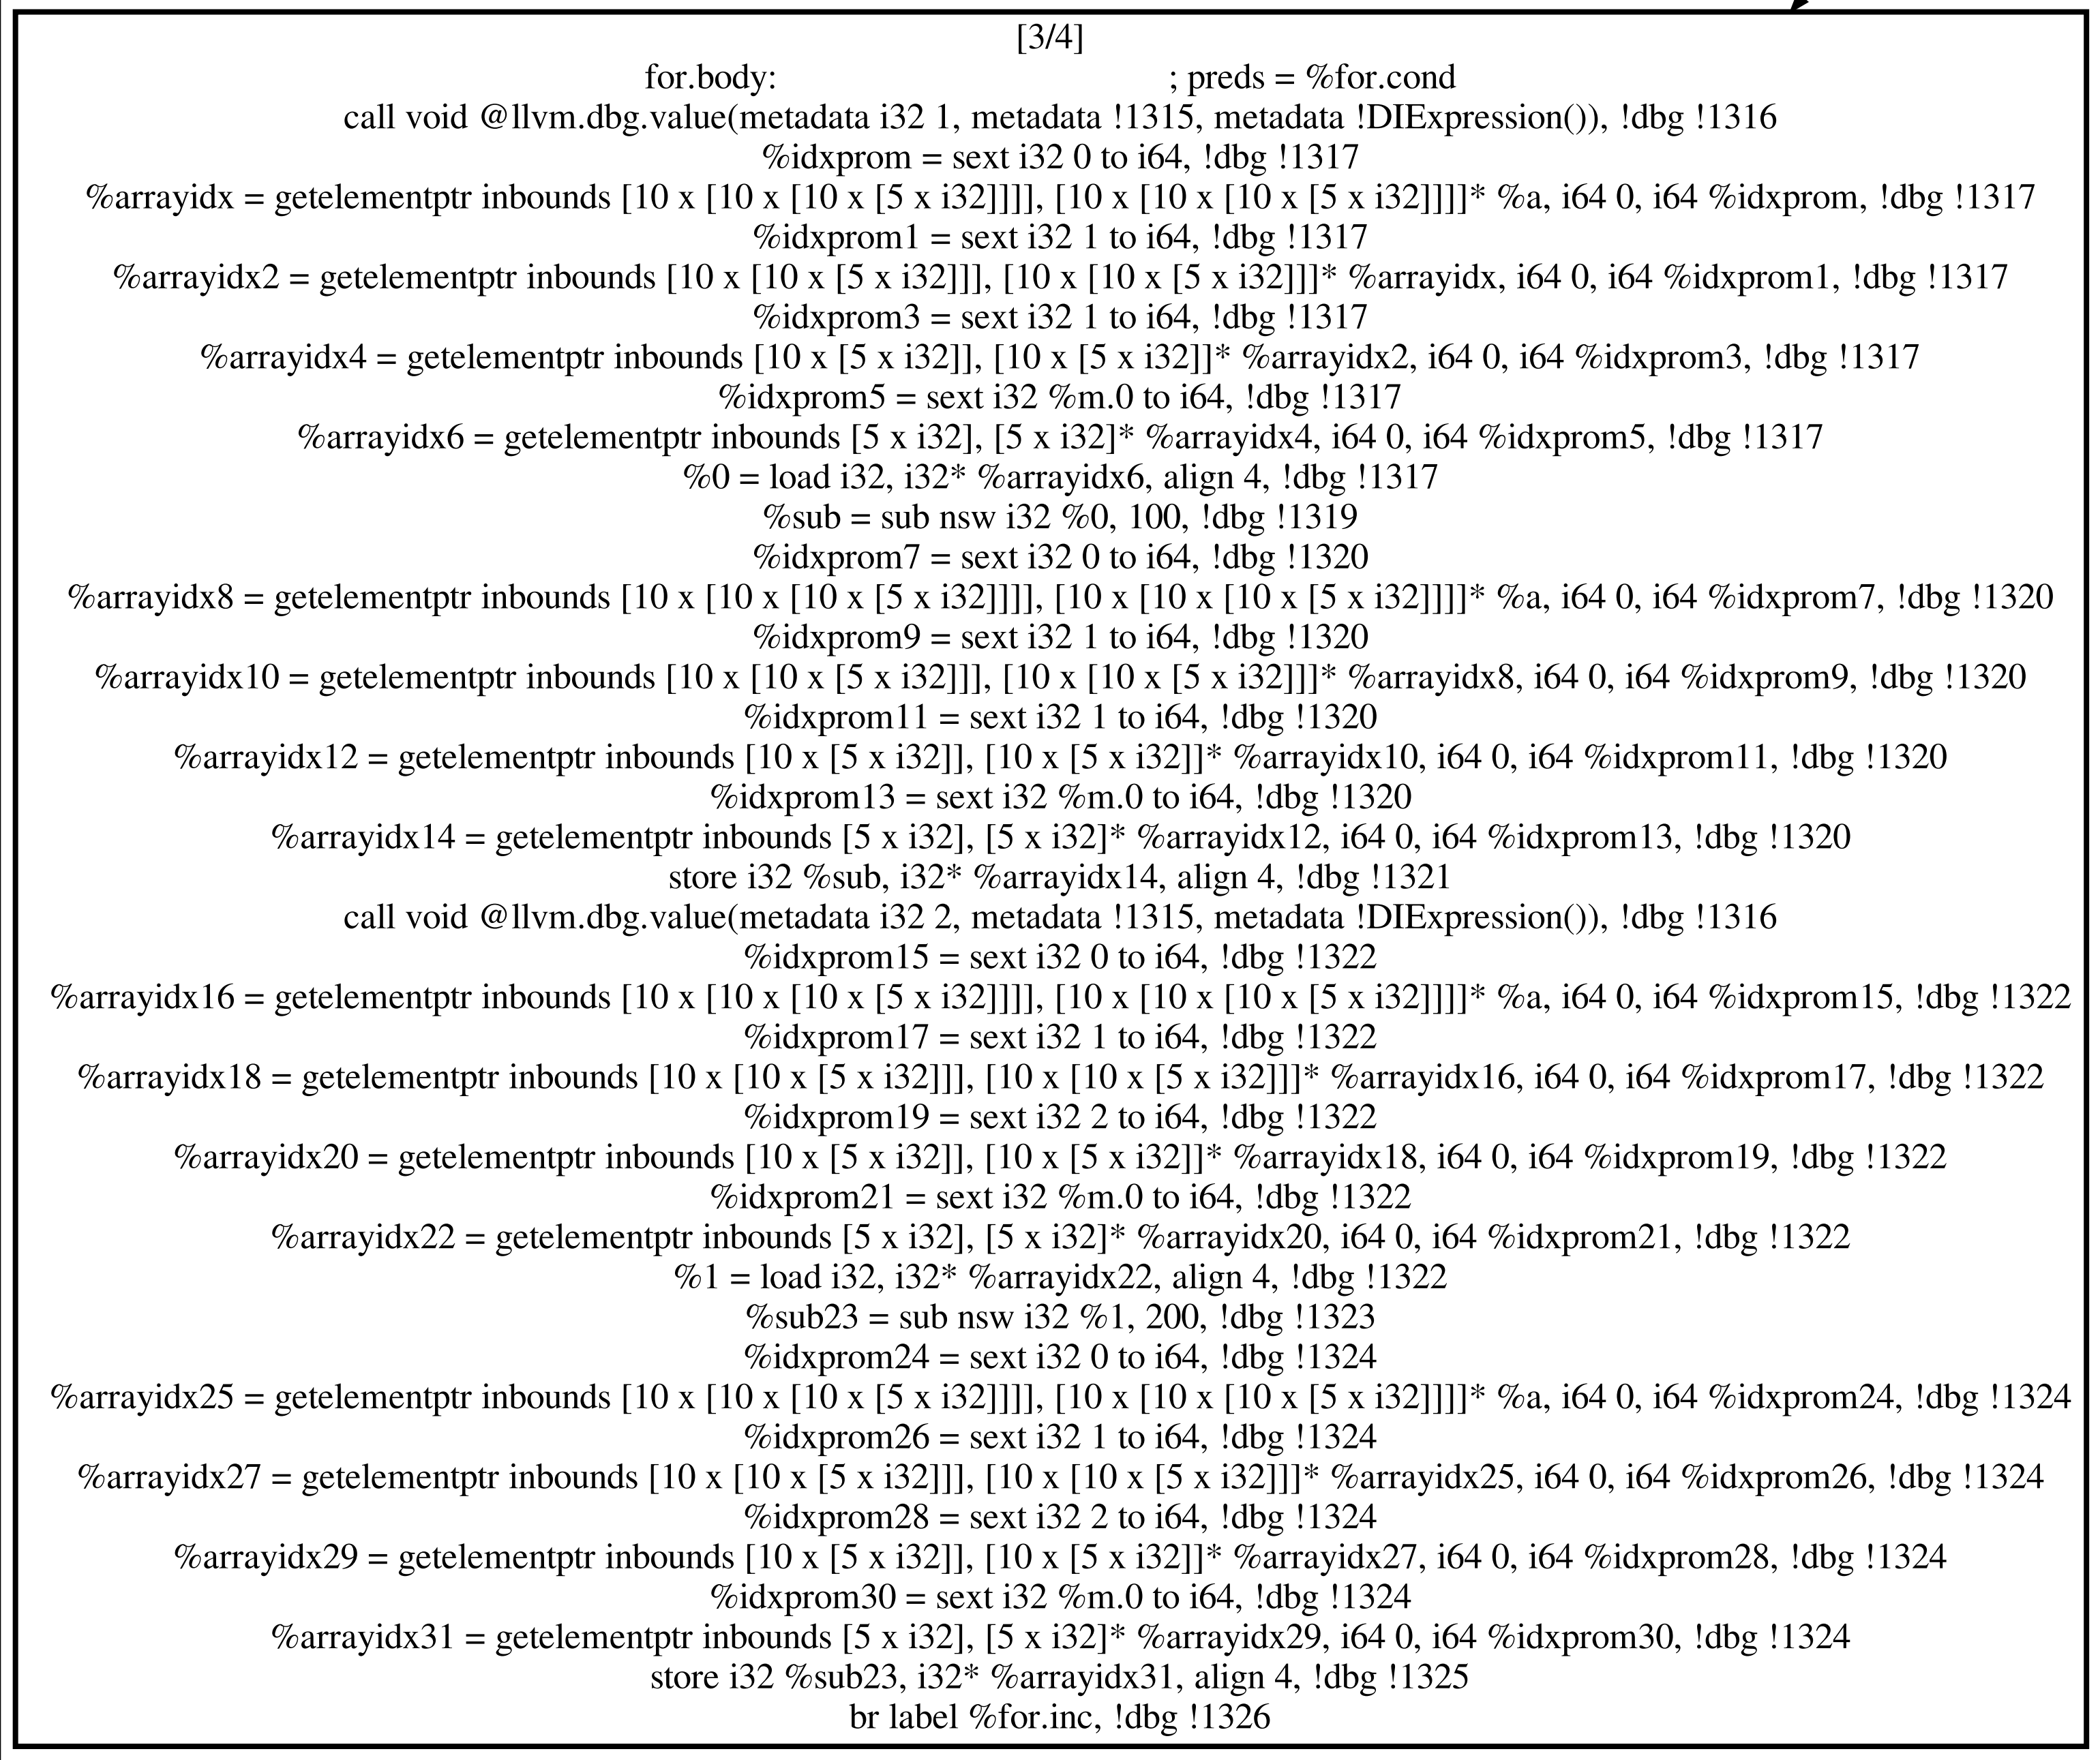 [3/4]
for.body: ; preds = %for.cond
call void @llvm.dbg.value(metadata i32 1, metadata !1315, metadata !DIExpression()), !dbg !1316
%idxprom = sext i32 0 to i64, !dbg !1317
%arrayidx = getelementptr inbounds [10 x [10 x [10 x [5 x i32]]]], [10 x [10 x [10 x [5 x i32]]]]* %a, i64 0, i64 %idxprom, !dbg !1317
%idxprom1 = sext i32 1 to i64, !dbg !1317
%arrayidx2 = getelementptr inbounds [10 x [10 x [5 x i32]]], [10 x [10 x [5 x i32]]]* %arrayidx, i64 0, i64 %idxprom1, !dbg !1317
%idxprom3 = sext i32 1 to i64, !dbg !1317
%arrayidx4 = getelementptr inbounds [10 x [5 x i32]], [10 x [5 x i32]]* %arrayidx2, i64 0, i64 %idxprom3, !dbg !1317
%idxprom5 = sext i32 %m.0 to i64, !dbg !1317
%arrayidx6 = getelementptr inbounds [5 x i32], [5 x i32]* %arrayidx4, i64 0, i64 %idxprom5, !dbg !1317
%0 = load i32, i32* %arrayidx6, align 4, !dbg !1317
%sub = sub nsw i32 %0, 100, !dbg !1319
%idxprom7 = sext i32 0 to i64, !dbg !1320
%arrayidx8 = getelementptr inbounds [10 x [10 x [10 x [5 x i32]]]], [10 x [10 x [10 x [5 x i32]]]]* %a, i64 0, i64 %idxprom7, !dbg !1320
%idxprom9 = sext i32 1 to i64, !dbg !1320
%arrayidx10 = getelementptr inbounds [10 x [10 x [5 x i32]]], [10 x [10 x [5 x i32]]]* %arrayidx8, i64 0, i64 %idxprom9, !dbg !1320
%idxprom11 = sext i32 1 to i64, !dbg !1320
%arrayidx12 = getelementptr inbounds [10 x [5 x i32]], [10 x [5 x i32]]* %arrayidx10, i64 0, i64 %idxprom11, !dbg !1320
%idxprom13 = sext i32 %m.0 to i64, !dbg !1320
%arrayidx14 = getelementptr inbounds [5 x i32], [5 x i32]* %arrayidx12, i64 0, i64 %idxprom13, !dbg !1320
store i32 %sub, i32* %arrayidx14, align 4, !dbg !1321
call void @llvm.dbg.value(metadata i32 2, metadata !1315, metadata !DIExpression()), !dbg !1316
%idxprom15 = sext i32 0 to i64, !dbg !1322
%arrayidx16 = getelementptr inbounds [10 x [10 x [10 x [5 x i32]]]], [10 x [10 x [10 x [5 x i32]]]]* %a, i64 0, i64 %idxprom15, !dbg !1322
%idxprom17 = sext i32 1 to i64, !dbg !1322
%arrayidx18 = getelementptr inbounds [10 x [10 x [5 x i32]]], [10 x [10 x [5 x i32]]]* %arrayidx16, i64 0, i64 %idxprom17, !dbg !1322
%idxprom19 = sext i32 2 to i64, !dbg !1322
%arrayidx20 = getelementptr inbounds [10 x [5 x i32]], [10 x [5 x i32]]* %arrayidx18, i64 0, i64 %idxprom19, !dbg !1322
%idxprom21 = sext i32 %m.0 to i64, !dbg !1322
%arrayidx22 = getelementptr inbounds [5 x i32], [5 x i32]* %arrayidx20, i64 0, i64 %idxprom21, !dbg !1322
%1 = load i32, i32* %arrayidx22, align 4, !dbg !1322
%sub23 = sub nsw i32 %1, 200, !dbg !1323
%idxprom24 = sext i32 0 to i64, !dbg !1324
%arrayidx25 = getelementptr inbounds [10 x [10 x [10 x [5 x i32]]]], [10 x [10 x [10 x [5 x i32]]]]* %a, i64 0, i64 %idxprom24, !dbg !1324
%idxprom26 = sext i32 1 to i64, !dbg !1324
%arrayidx27 = getelementptr inbounds [10 x [10 x [5 x i32]]], [10 x [10 x [5 x i32]]]* %arrayidx25, i64 0, i64 %idxprom26, !dbg !1324
%idxprom28 = sext i32 2 to i64, !dbg !1324
%arrayidx29 = getelementptr inbounds [10 x [5 x i32]], [10 x [5 x i32]]* %arrayidx27, i64 0, i64 %idxprom28, !dbg !1324
%idxprom30 = sext i32 %m.0 to i64, !dbg !1324
%arrayidx31 = getelementptr inbounds [5 x i32], [5 x i32]* %arrayidx29, i64 0, i64 %idxprom30, !dbg !1324
store i32 %sub23, i32* %arrayidx31, align 4, !dbg !1325
br label %for.inc, !dbg !1326